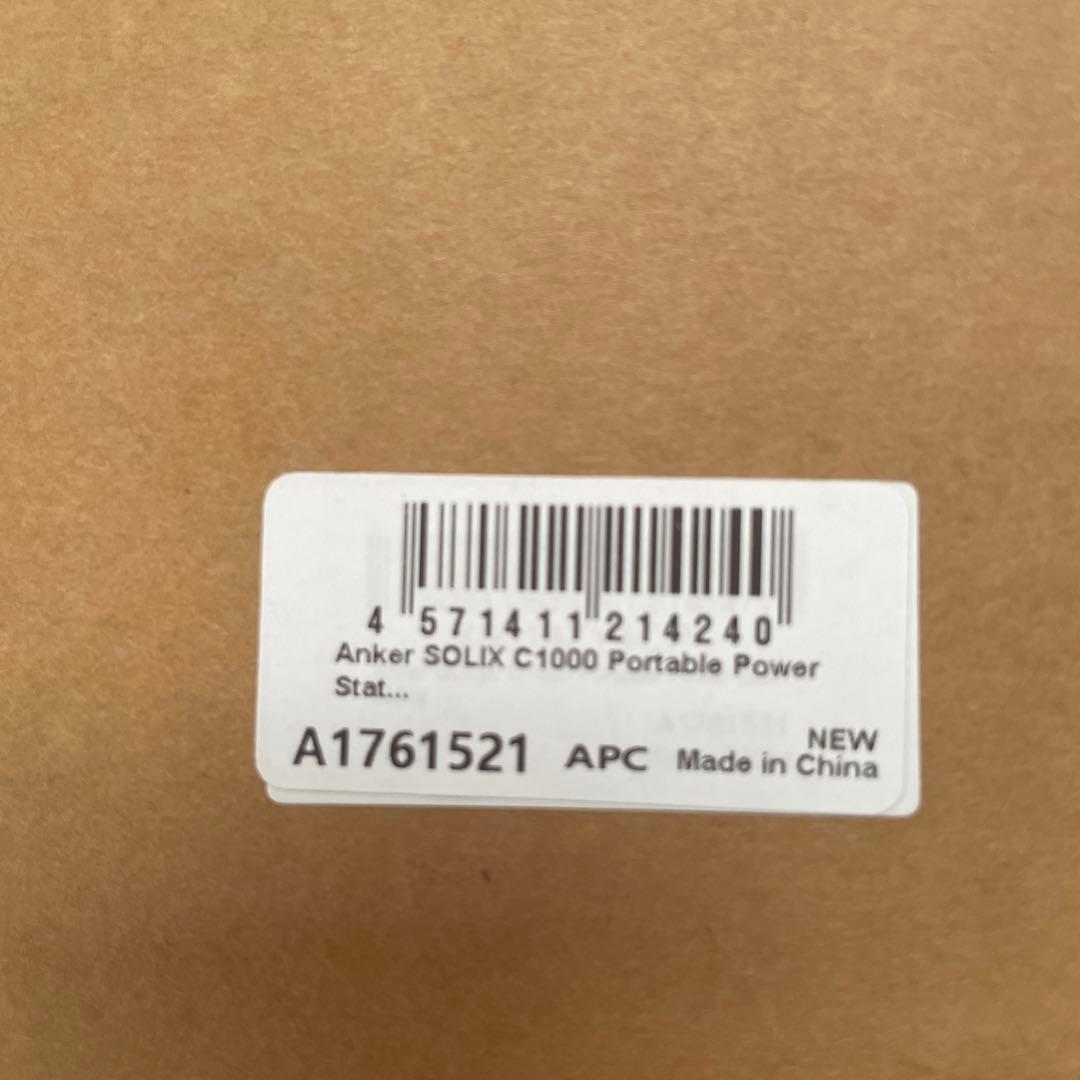 4 571411 214240
Anker SOLIX C1000 Portable Power
Stat...
NEW
A1761521 APC Made in China